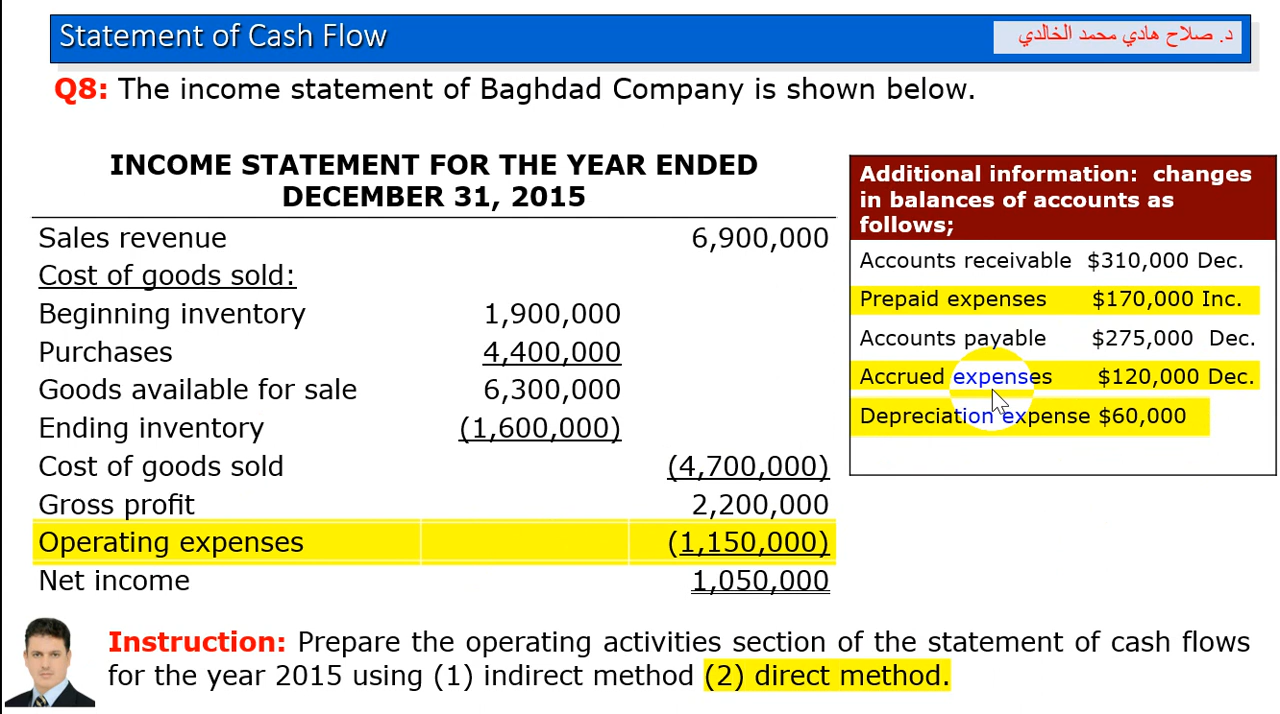 Statement of Cash Flow
د. صلاح هادي محمد الخالدي
Q8: The income statement of Baghdad Company is shown below.
INCOME STATEMENT FOR THE YEAR ENDED
DECEMBER 31, 2015
Sales revenue 6,900,000
Cost of goods sold:
Beginning inventory 1,900,000
Purchases 4,400,000
Goods available for sale 6,300,000
Ending inventory (1,600,000)
Cost of goods sold (4,700,000)
Gross profit 2,200,000
Operating expenses (1,150,000)
Net income 1,050,000
Additional information: changes
in balances of accounts as
follows;
Accounts receivable $310,000 Dec.
Prepaid expenses $170,000 Inc.
Accounts payable $275,000 Dec.
Accrued expenses $120,000 Dec.
Depreciation expense $60,000
Instruction: Prepare the operating activities section of the statement of cash flows
for the year 2015 using (1) indirect method (2) direct method.